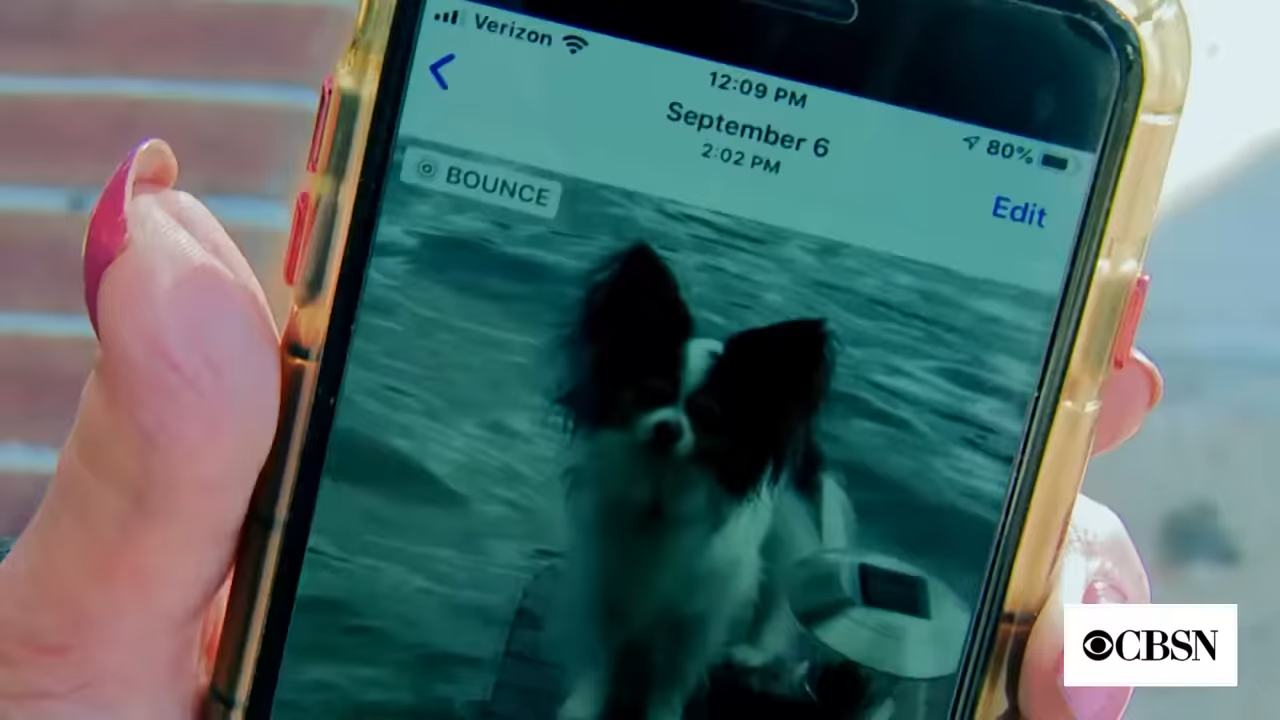 Verizon
12:09 PM
80%
September 6
2:02 PM
BOUNCE
Edit
CBSN